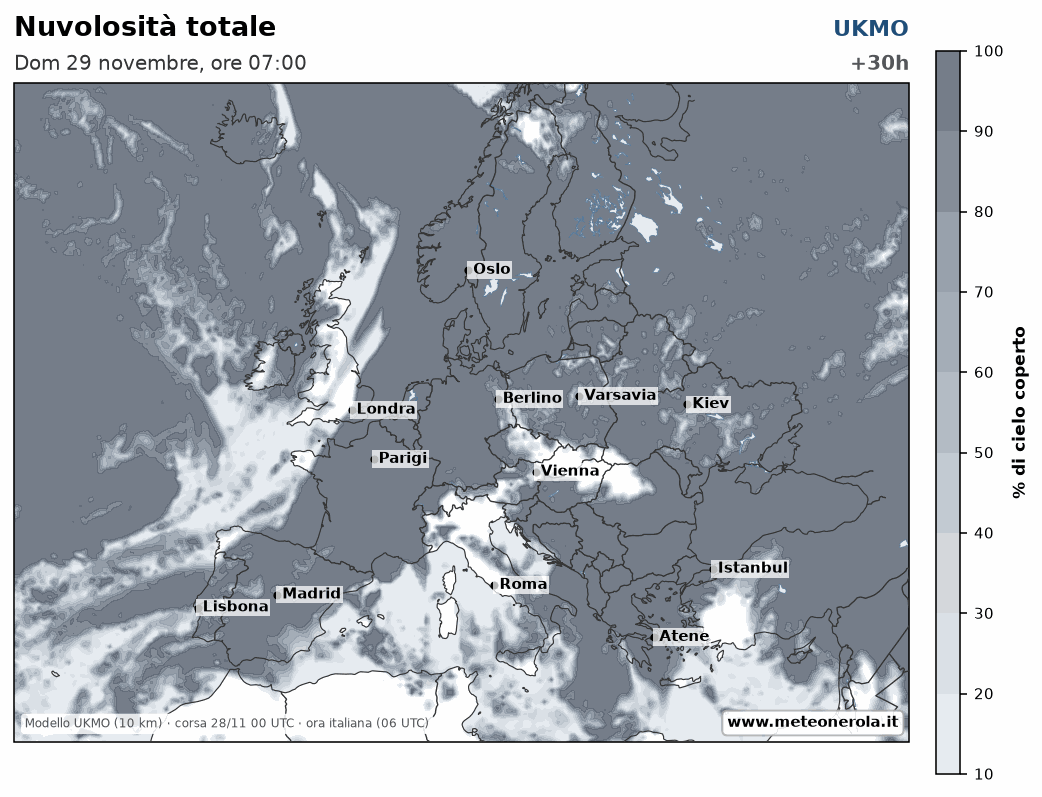 Nuvolosità totale
UKMO
Dom 29 novembre, ore 07:00
+30h
100
90
80
70
60
50
40
30
20
10
% di cielo coperto
Oslo
Londra
Berlino
Varsavia
Kiev
Parigi
Vienna
Istanbul
Roma
Madrid
Lisbona
Atene
Modello UKMO (10 km) · corsa 28/11 00 UTC · ora italiana (06 UTC)
www.meteonerola.it